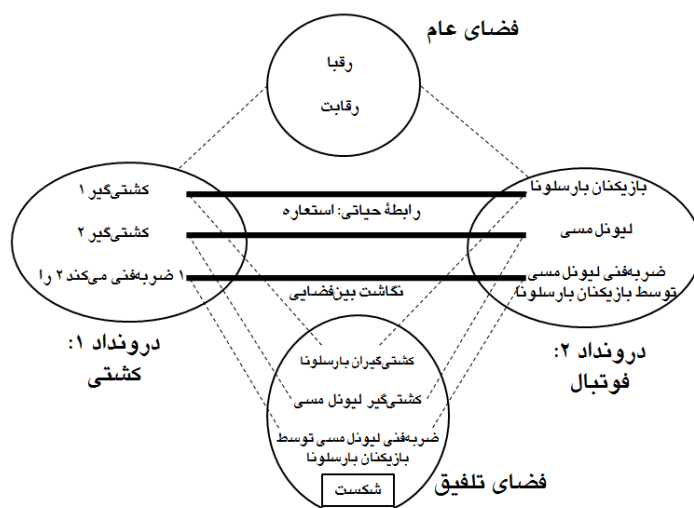 فضای عام
رقبا
رقابت
کشتی‌گیر ۱
کشتی‌گیر ۲
۱ ضربه‌فنی می‌کند ۲ را
درونداد ۱:
کشتی
رابطهٔ حیاتی: استعاره
نگاشت بین‌فضایی
بازیکنان بارسلونا
لیونل مسی
ضربه‌فنی لیونل مسی
توسط بازیکنان بارسلونا
درونداد ۲:
فوتبال
کشتی‌گیران بارسلونا
کشتی‌گیر لیونل مسی
ضربه‌فنی لیونل مسی توسط
بازیکنان بارسلونا
شکست
فضای تلفیق